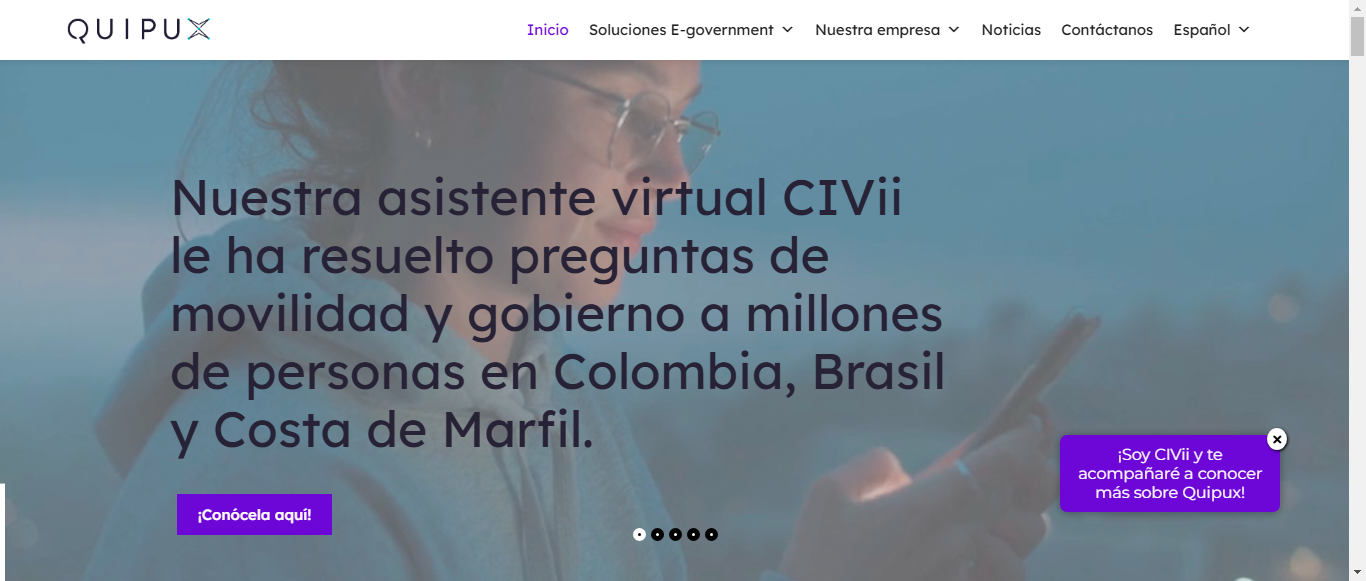 QUIPUX
Inicio
Soluciones E-government
Nuestra empresa
Noticias
Contáctanos
Español
Nuestra asistente virtual CIVii
le ha resuelto preguntas de
movilidad y gobierno a millones
de personas en Colombia, Brasil
y Costa de Marfil.
¡Conócela aquí!
¡Soy CIVii y te
acompañaré a conocer
más sobre Quipux!